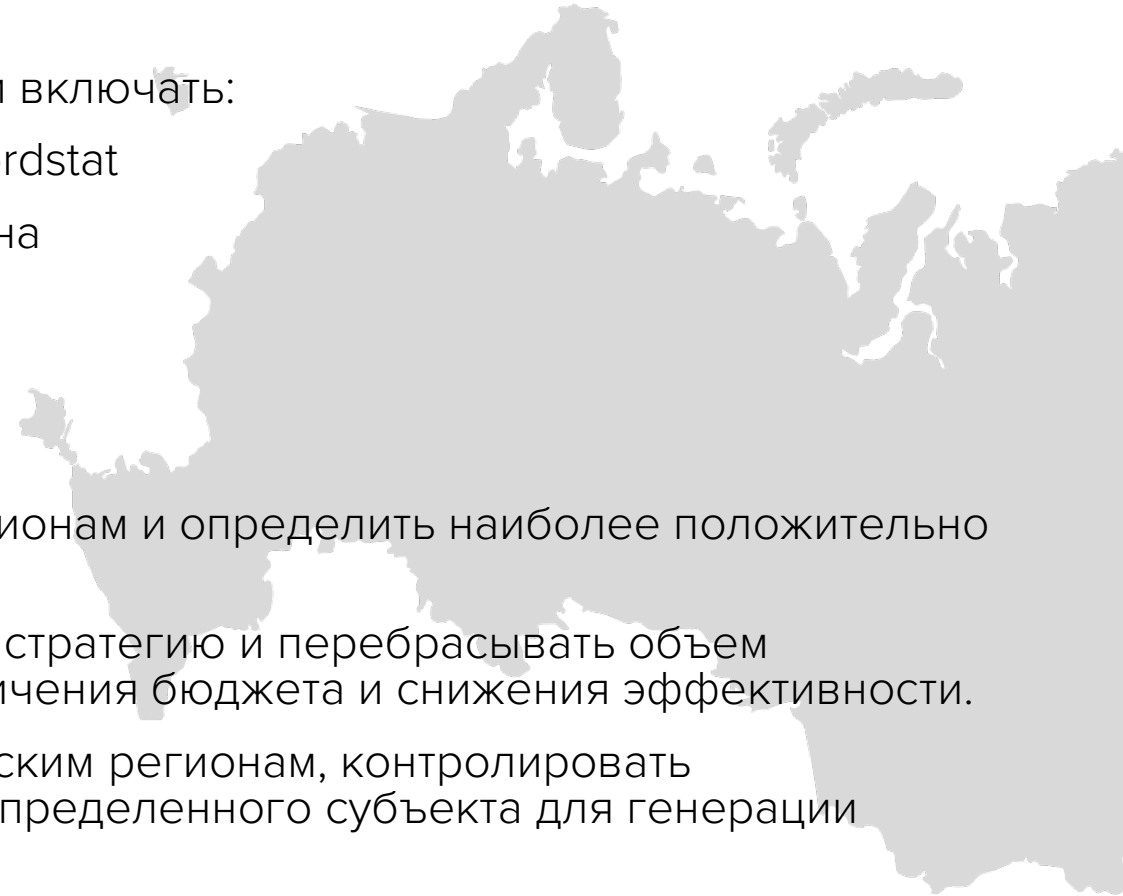 включать:
rdstat
на
ионам и определить наиболее положительно
стратегию и перебрасывать объем
ичения бюджета и снижения эффективности.
ским регионам, контролировать
пределенного субъекта для генерации